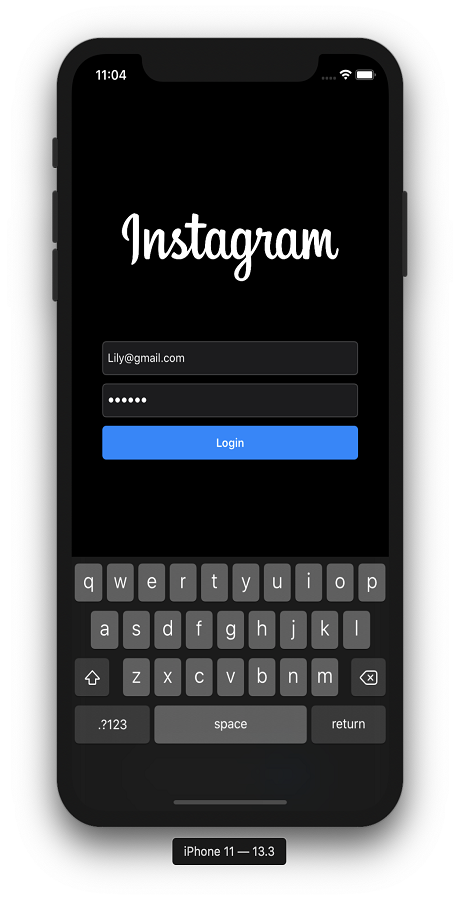 11:04
Instagram
Lily@gmail.com
••••••
Login
q w e r t y u i o p
a s d f g h j k l
z x c v b n m
.?123 space return
iPhone 11 — 13.3